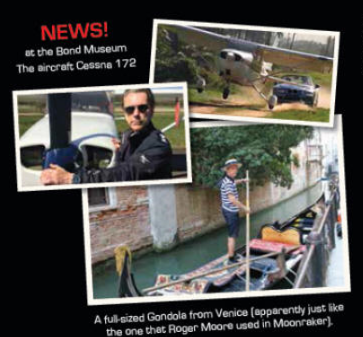 NEWS!
at the Bond Museum
The aircraft Cessna 172
A full-sized Gondola from Venice (apparently just like
the one that Roger Moore used in Moonraker).